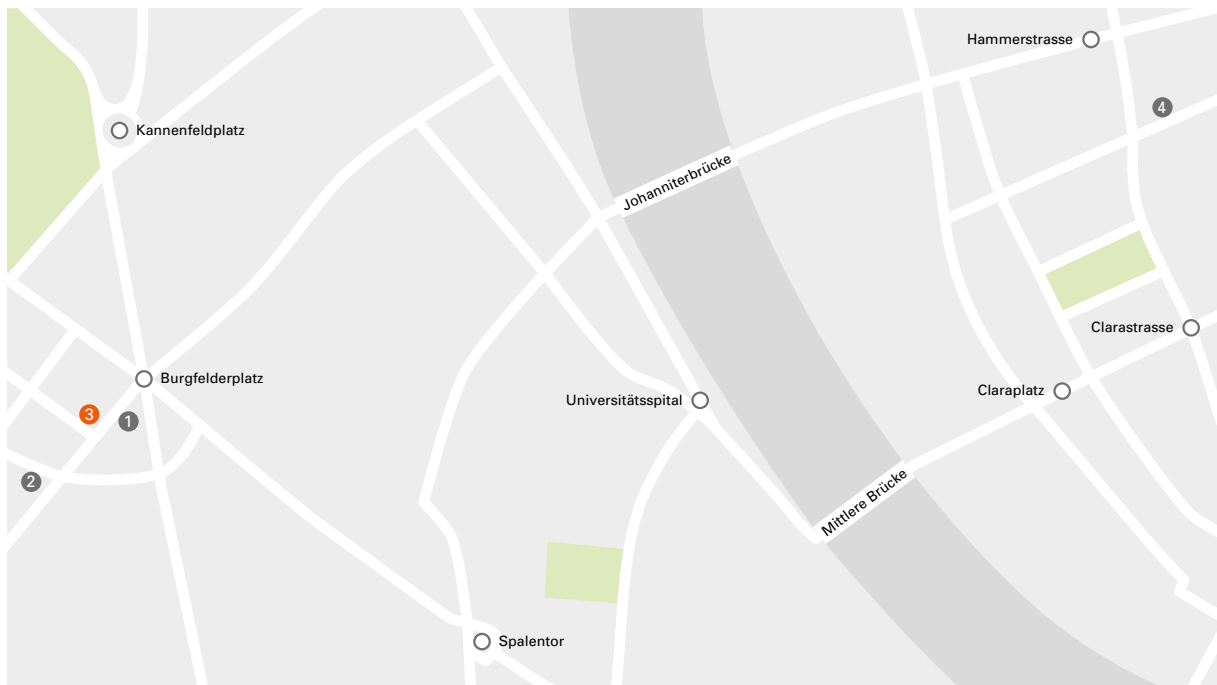 Hammerstrasse
4
Kannenfeldplatz
Johanniterbrücke
Clarastrasse
Burgfelderplatz
Claraplatz
Universitätsspital
3
1
2
Mittlere Brücke
Spalentor